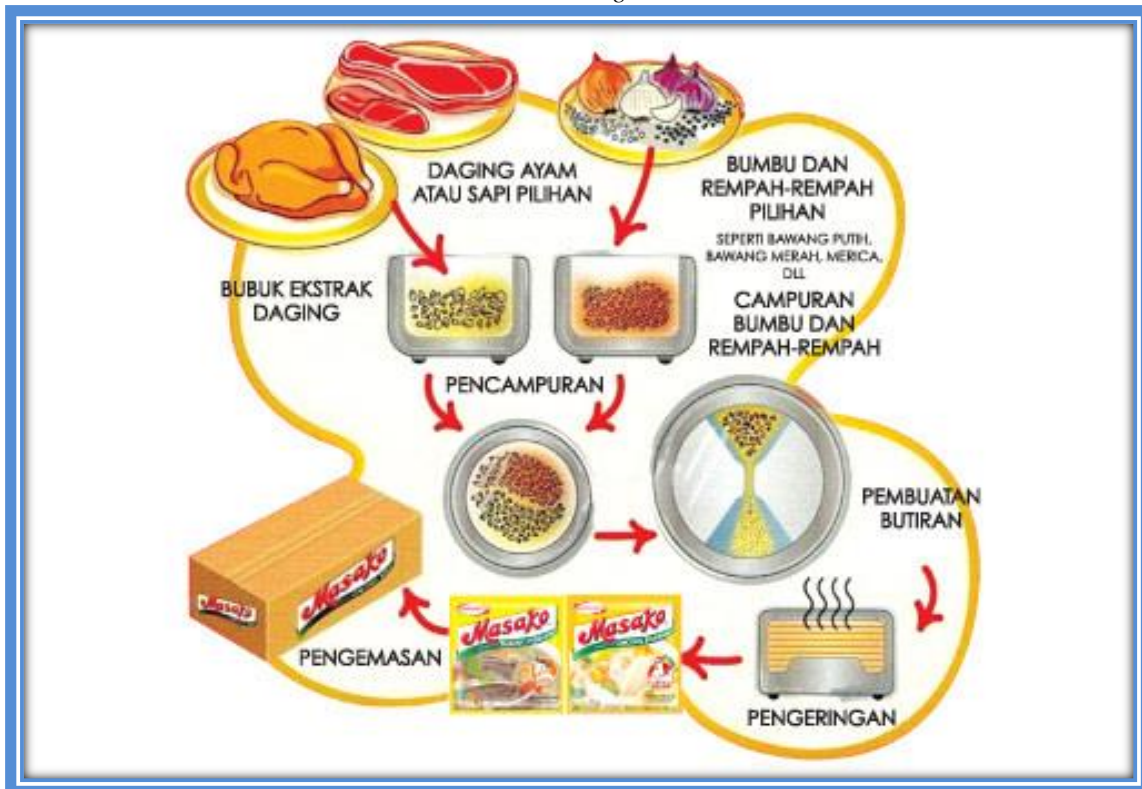 DAGING AYAM
ATAU SAPI PILIHAN
BUMBU DAN
REMPAH-REMPAH
PILIHAN
SEPERTI BAWANG PUTIH,
BAWANG MERAH, MERICA,
DLL
BUBUK EKSTRAK
DAGING
CAMPURAN
BUMBU DAN
REMPAH-REMPAH
PENCAMPURAN
PEMBUATAN
BUTIRAN
Masako
Masako
Masako
Masako
PENGEMASAN
PENGERINGAN